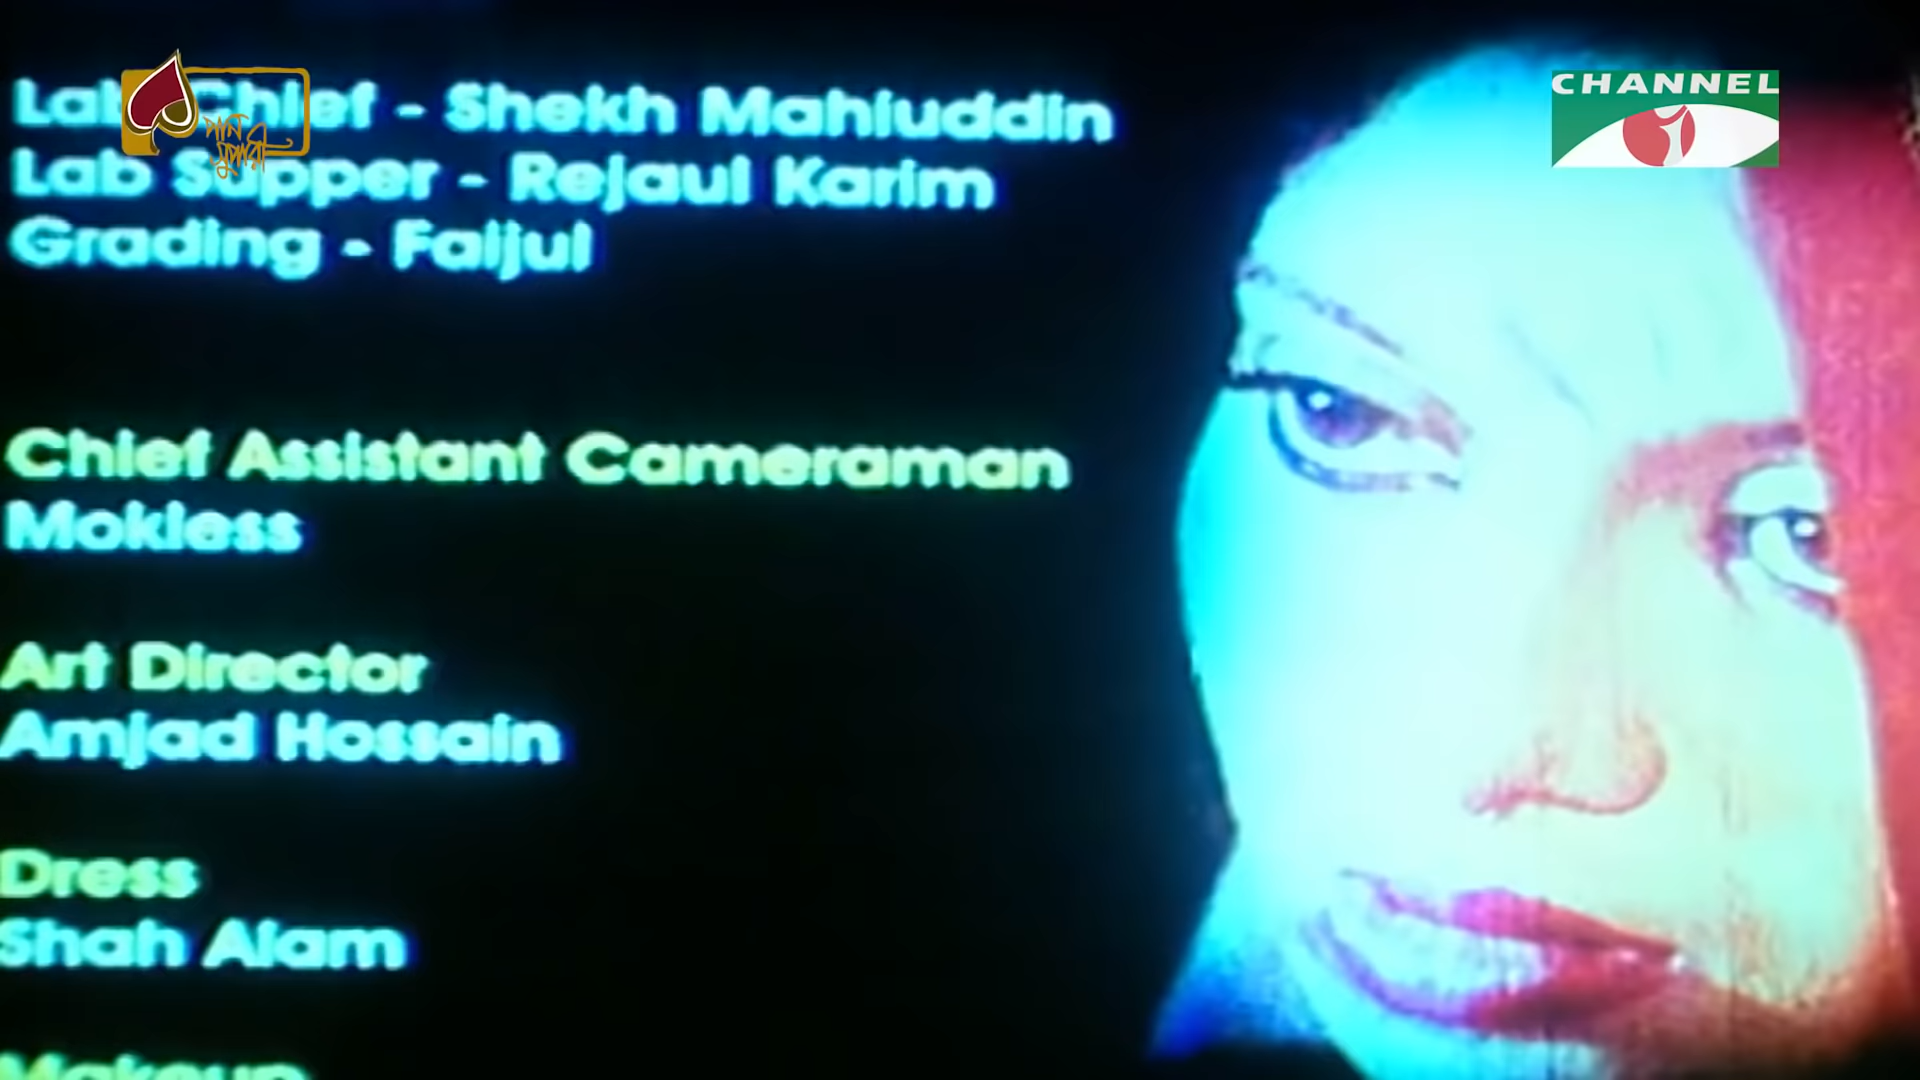 CHANNEL i
পান সুপারী
Lab Chief - Shekh Mahiuddin
Lab Supper - Rejaul Karim
Grading - Faijul
Chief Assistant Cameraman
Mokless
Art Director
Amjad Hossain
Dress
Shah Alam
Makeup